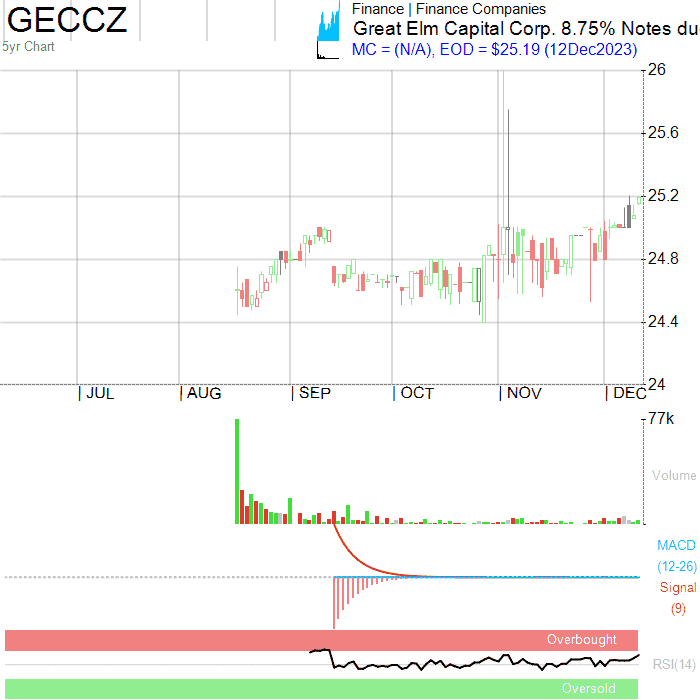 GECCZ
5yr Chart
Finance | Finance Companies
Great Elm Capital Corp. 8.75% Notes du
MC = (N/A), EOD = $25.19 (12Dec2023)
26
25.6
25.2
24.8
24.4
24
| JUL | AUG | SEP | OCT | NOV | DEC
77k
Volume
MACD
(12-26)
Signal
(9)
Overbought
RSI(14)
Oversold